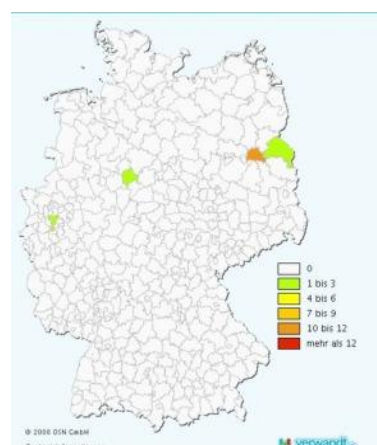 0
1 bis 3
4 bis 6
7 bis 9
10 bis 12
mehr als 12
© 2008 OSN GmbH
verwandt